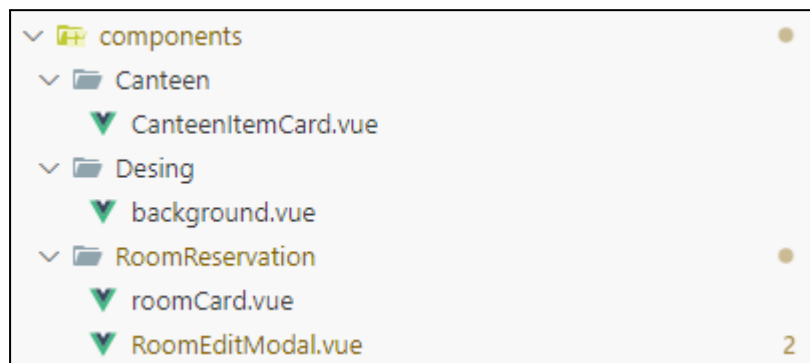 components
Canteen
CanteenItemCard.vue
Desing
background.vue
RoomReservation
roomCard.vue
RoomEditModal.vue 2